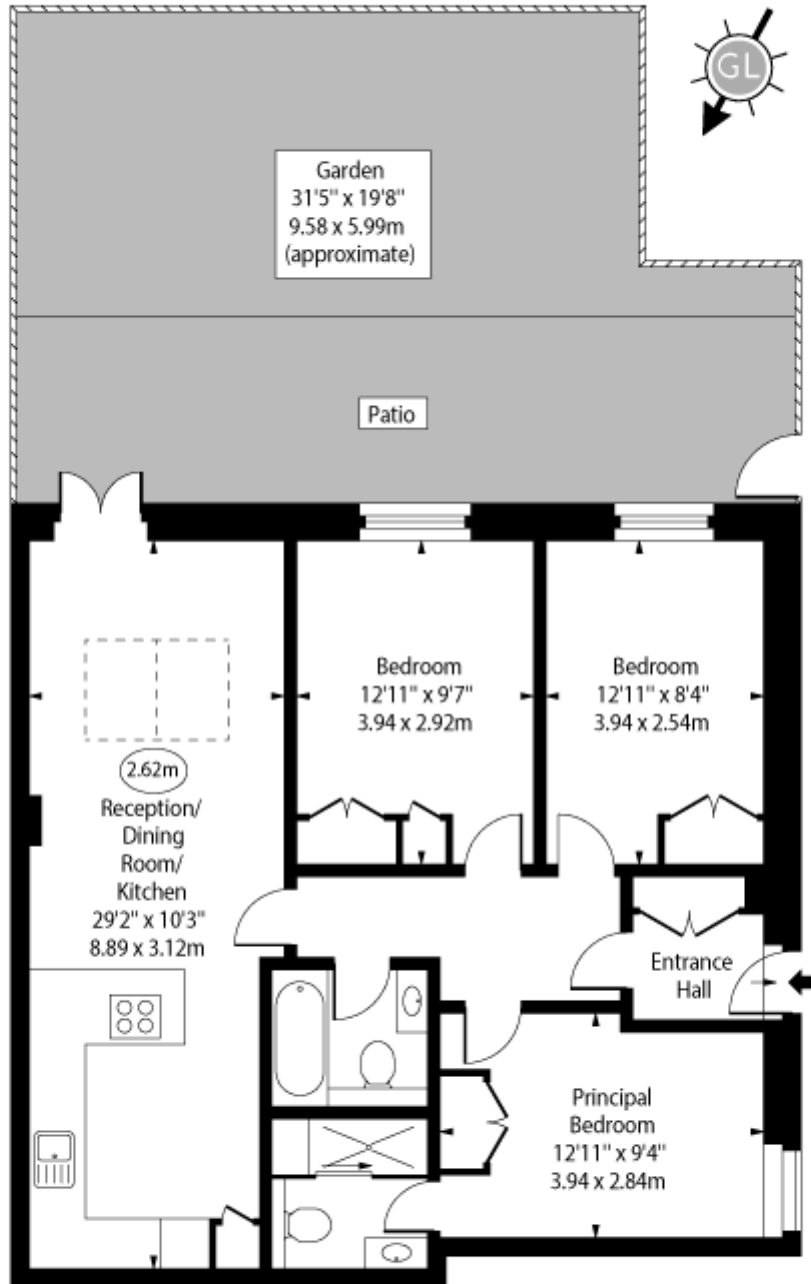 GL
Garden
31'5" x 19'8"
9.58 x 5.99m
(approximate)
Patio
Bedroom
12'11" x 9'7"
3.94 x 2.92m
Bedroom
12'11" x 8'4"
3.94 x 2.54m
2.62m
Reception/
Dining
Room/
Kitchen
29'2" x 10'3"
8.89 x 3.12m
Entrance
Hall
Principal
Bedroom
12'11" x 9'4"
3.94 x 2.84m